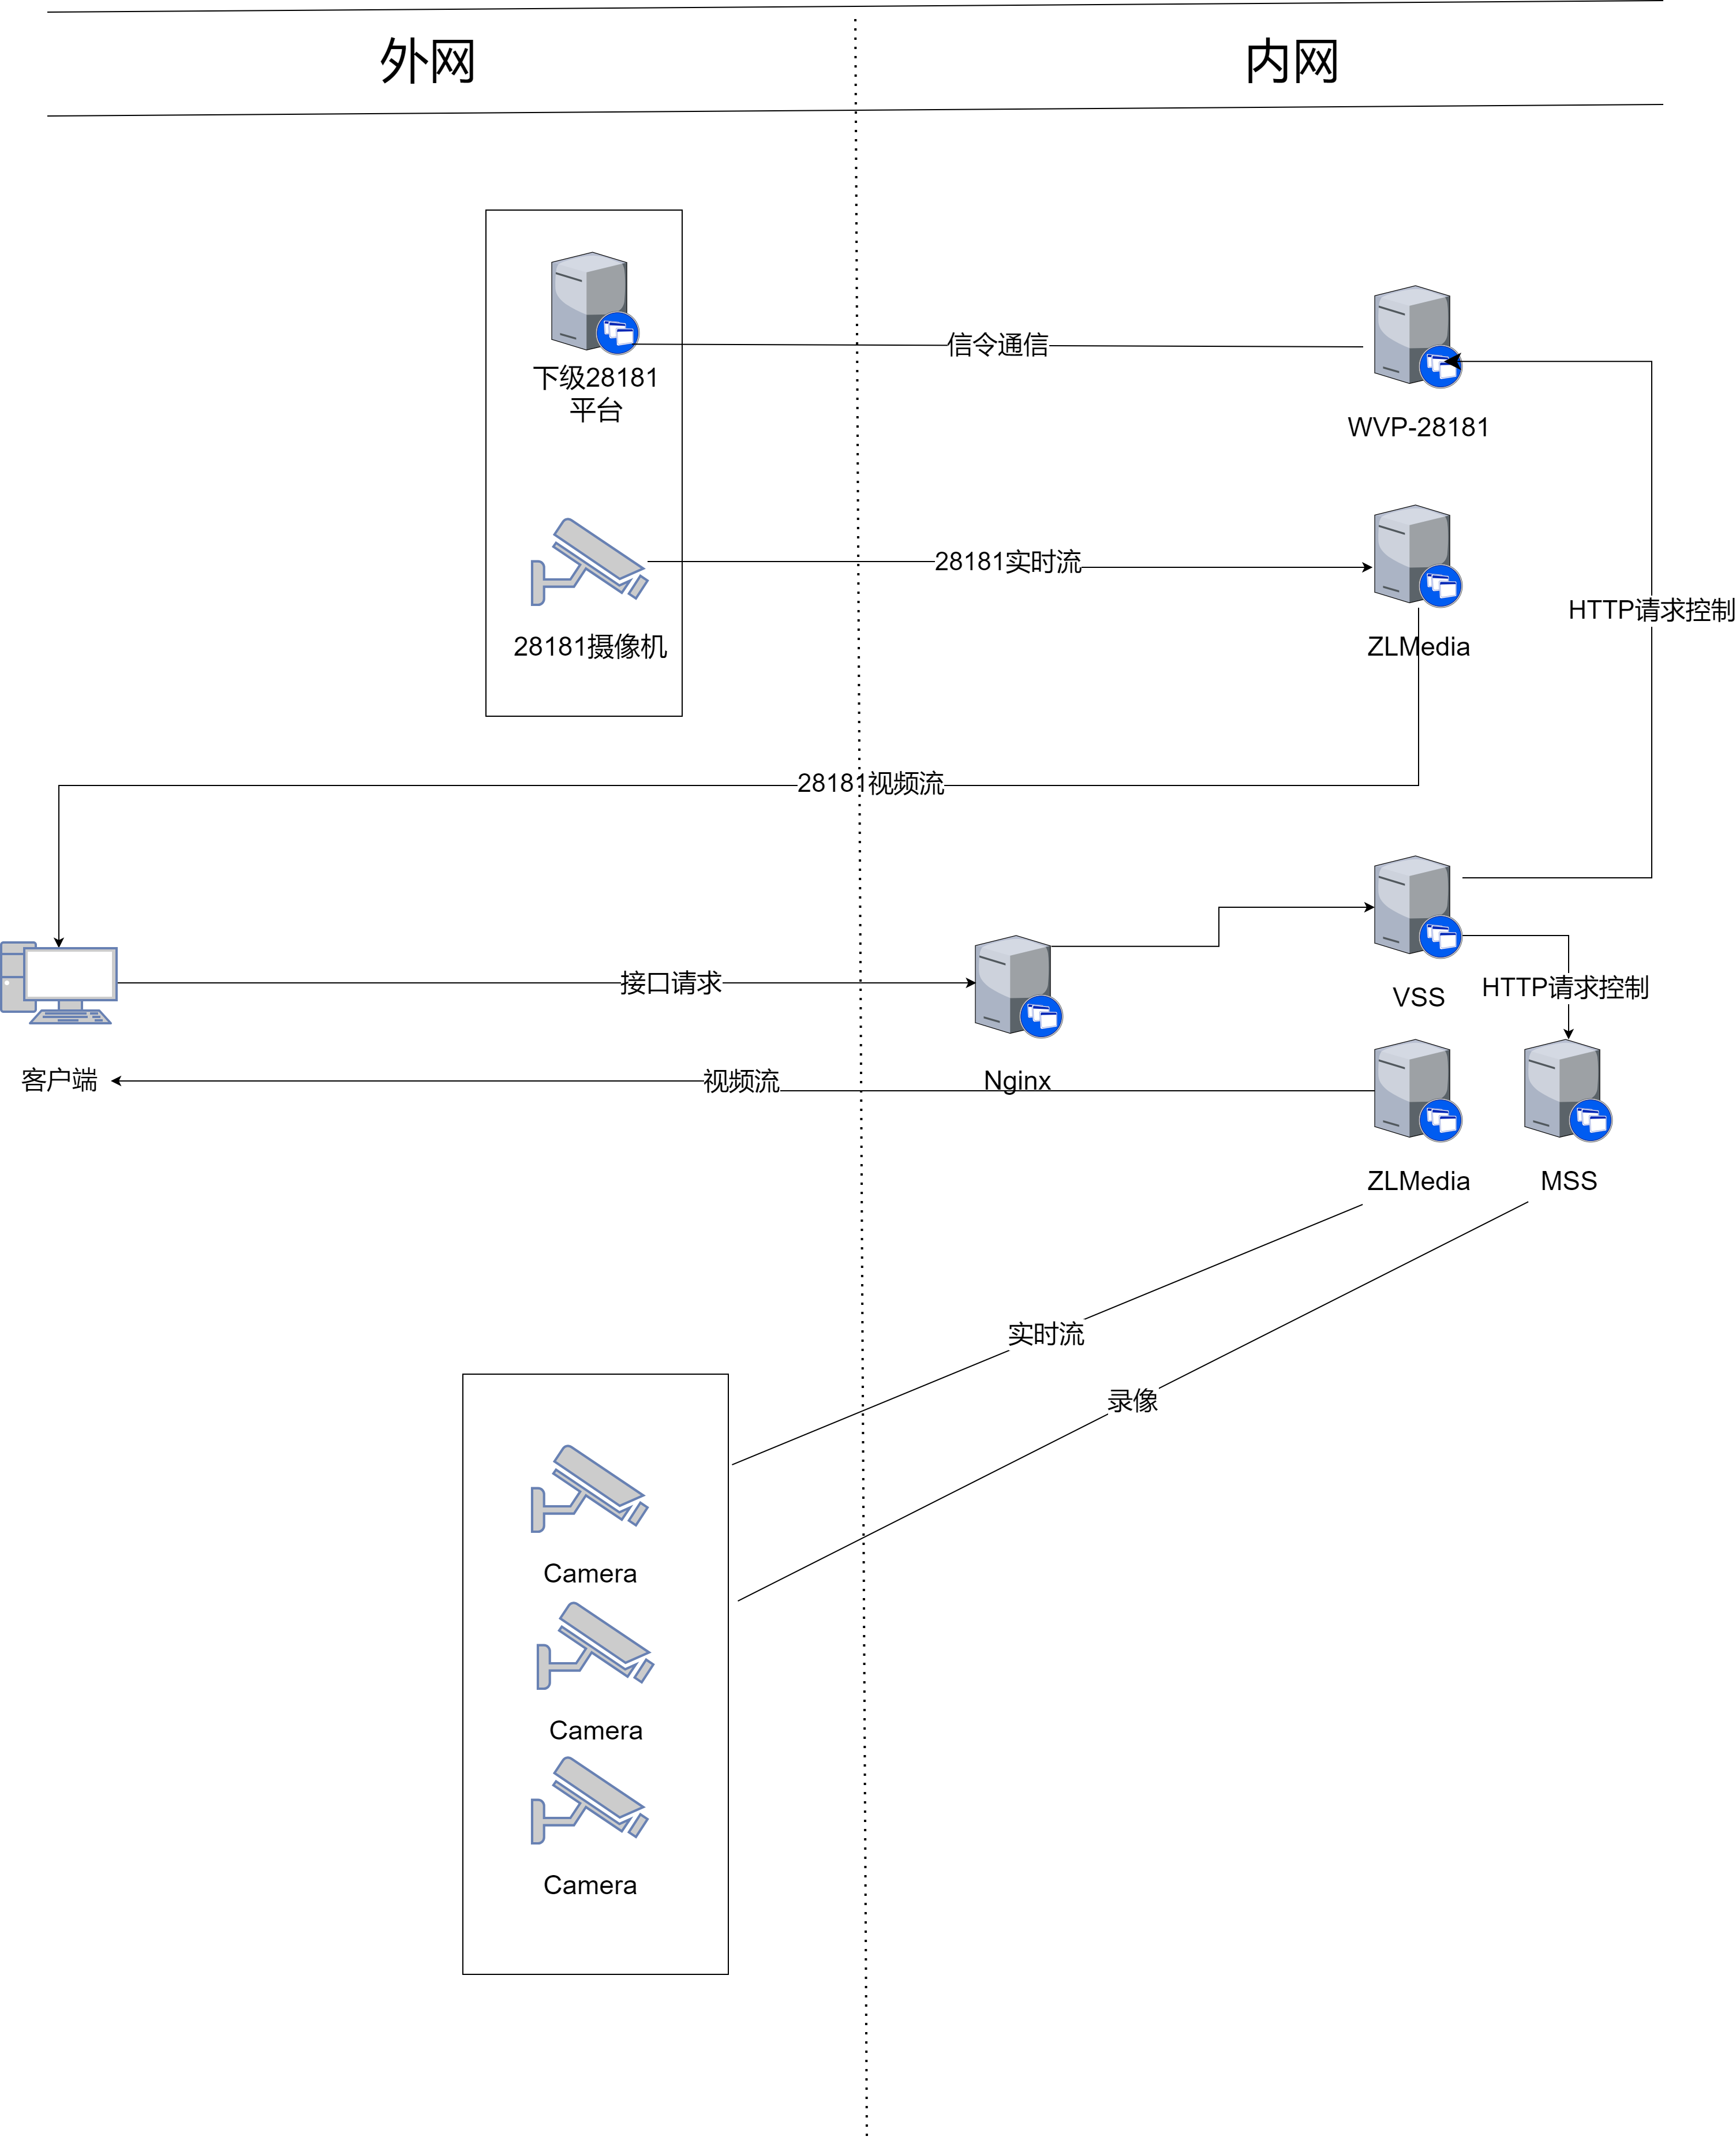 外网
内网
下级28181
平台
信令通信
WVP-28181
28181实时流
28181摄像机
ZLMedia
HTTP请求控制
28181视频流
接口请求
VSS
HTTP请求控制
客户端
视频流
Nginx
ZLMedia
MSS
实时流
录像
Camera
Camera
Camera